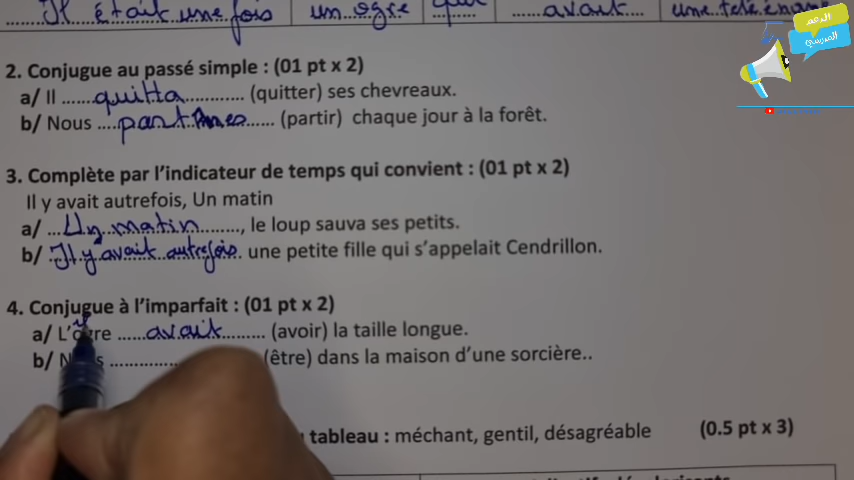 Il était une fois un ogre qui avait
الدعم
المدرسي
2. Conjugue au passé simple : (01 pt x 2)
a/ Il ......quitta............ (quitter) ses chevreaux.
b/ Nous ....partîmes...... (partir) chaque jour à la forêt.
3. Complète par l'indicateur de temps qui convient : (01 pt x 2)
Il y avait autrefois, Un matin
a/ ...Un matin........., le loup sauva ses petits.
b/ Il y avait autrefois. une petite fille qui s'appelait Cendrillon.
4. Conjugue à l'imparfait : (01 pt x 2)
a/ L'ogre ......avait.......... (avoir) la taille longue.
b/ ................ (être) dans la maison d'une sorcière..
tableau : méchant, gentil, désagréable (0.5 pt x 3)